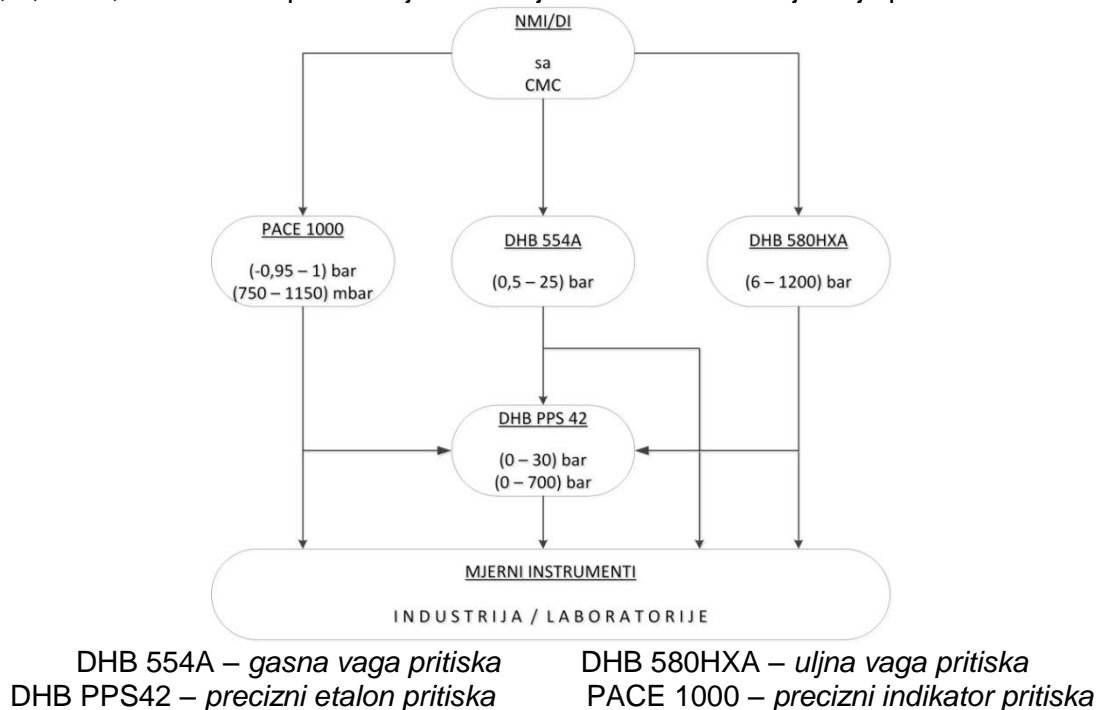 NMI/DI
sa
CMC
PACE 1000
(-0,95 – 1) bar
(750 – 1150) mbar
DHB 554A
(0,5 – 25) bar
DHB 580HXA
(6 – 1200) bar
DHB PPS 42
(0 – 30) bar
(0 – 700) bar
MJERNI INSTRUMENTI
INDUSTRIJA / LABORATORIJE
DHB 554A – gasna vaga pritiska DHB 580HXA – uljna vaga pritiska
DHB PPS42 – precizni etalon pritiska PACE 1000 – precizni indikator pritiska